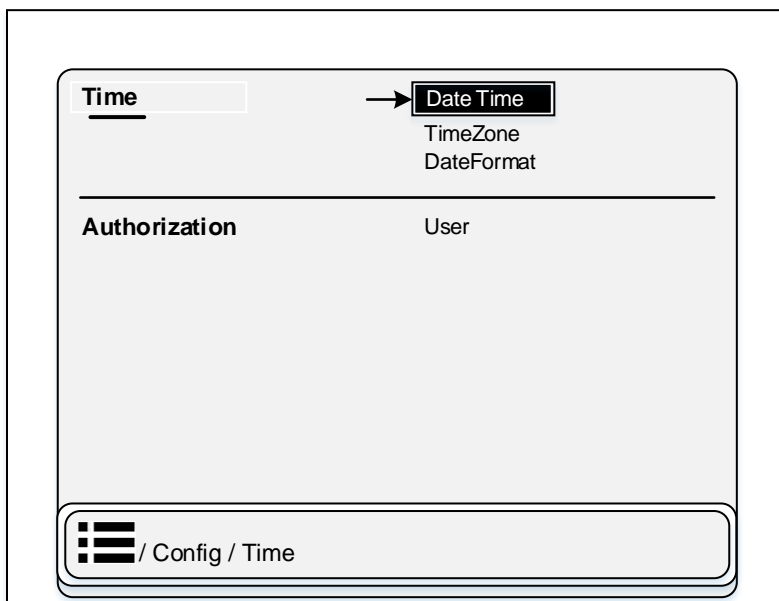 Time
Date Time
TimeZone
DateFormat
Authorization
User
/ Config / Time